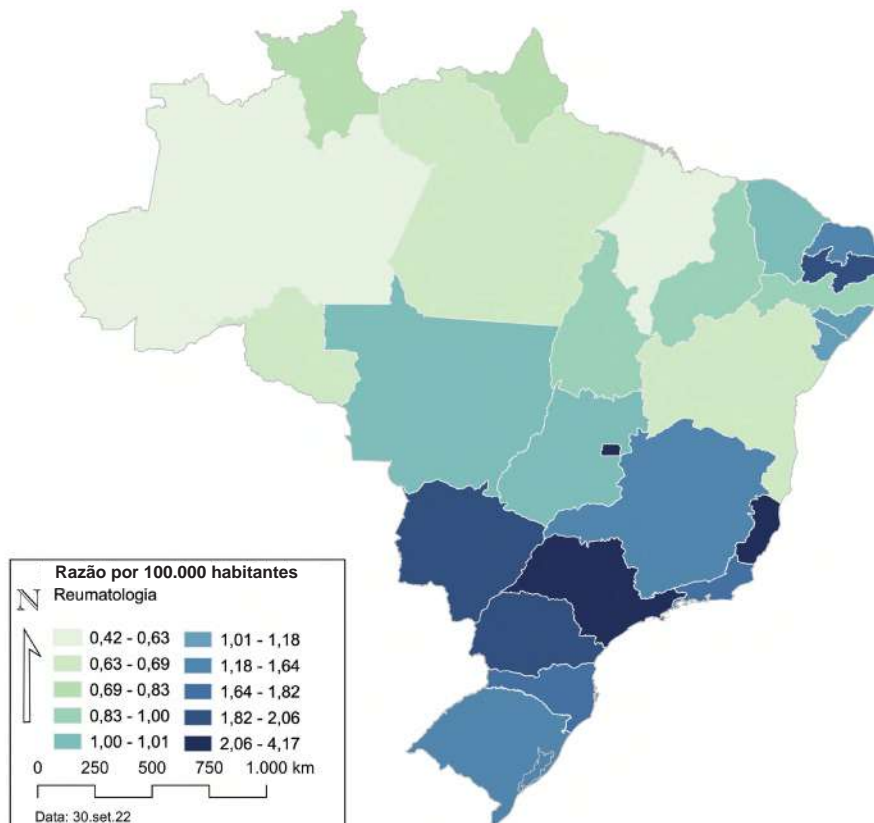 Razão por 100.000 habitantes
N Reumatologia
0,42 - 0,63 1,01 - 1,18
0,63 - 0,69 1,18 - 1,64
0,69 - 0,83 1,64 - 1,82
0,83 - 1,00 1,82 - 2,06
1,00 - 1,01 2,06 - 4,17
0 250 500 750 1.000 km
Data: 30.set.22